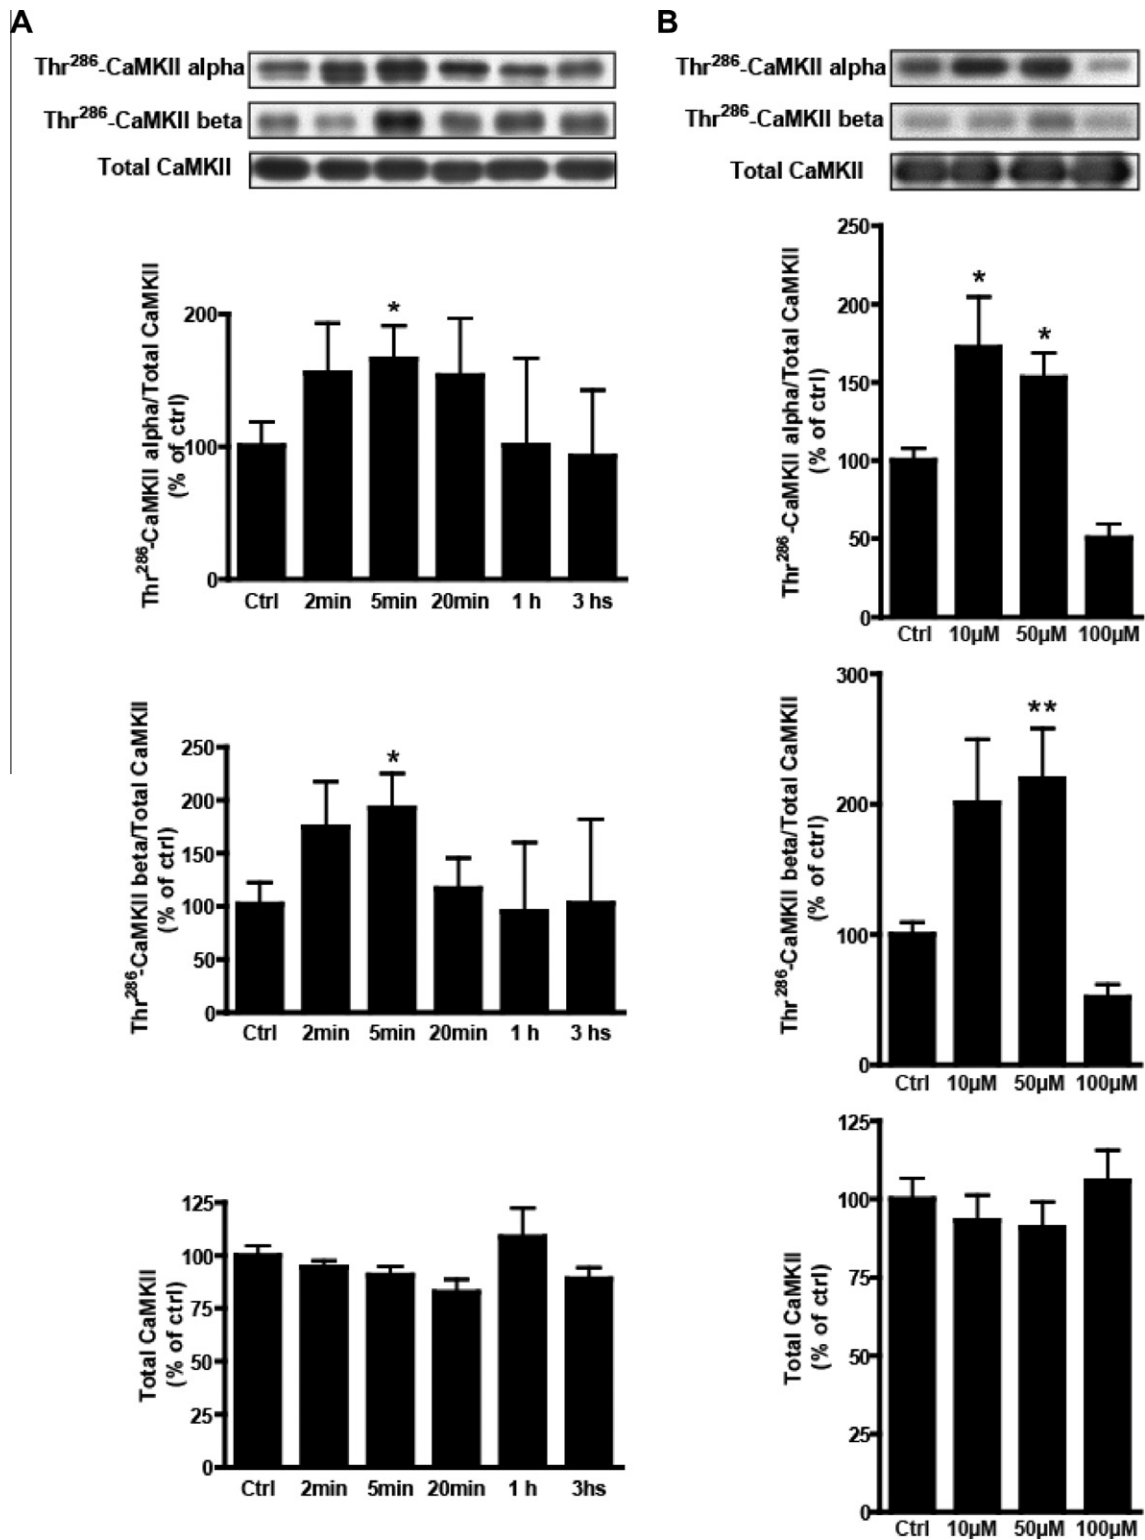 A
Thr286-CaMKII alpha
Thr286-CaMKII beta
Total CaMKII
Thr286-CaMKII alpha/Total CaMKII
(% of ctrl)
200
100
0
Ctrl 2min 5min 20min 1 h 3 hs
*
Thr286-CaMKII beta/Total CaMKII
(% of ctrl)
250
200
150
100
50
0
Ctrl 2min 5min 20min 1 h 3 hs
*
Total CaMKII
(% of ctrl)
125
100
75
50
25
0
Ctrl 2min 5min 20min 1 h 3hs
B
Thr286-CaMKII alpha
Thr286-CaMKII beta
Total CaMKII
Thr286-CaMKII alpha/Total CaMKII
(% of ctrl)
250
200
150
100
50
0
Ctrl 10µM 50µM 100µM
*
*
Thr286-CaMKII beta/Total CaMKII
(% of ctrl)
300
200
100
0
Ctrl 10µM 50µM 100µM
**
Total CaMKII
(% of ctrl)
125
100
75
50
25
0
Ctrl 10µM 50µM 100µM